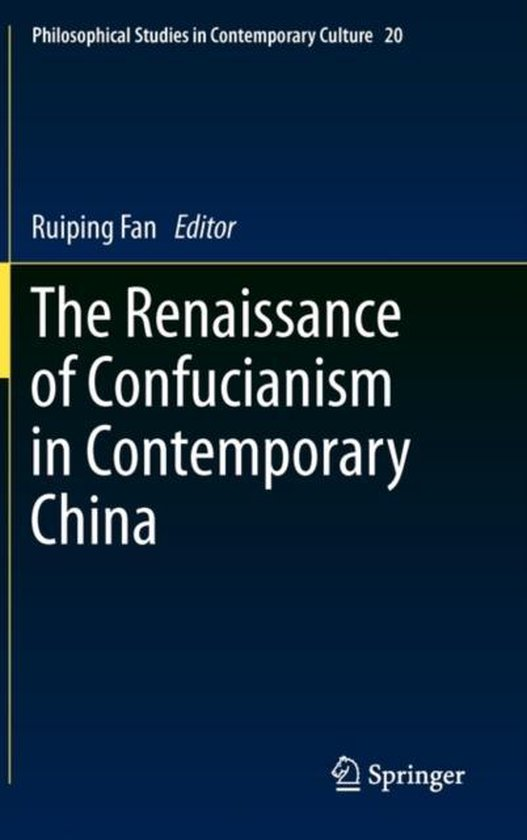 Philosophical Studies in Contemporary Culture 20
Ruiping Fan Editor
The Renaissance
of Confucianism
in Contemporary
China
Springer